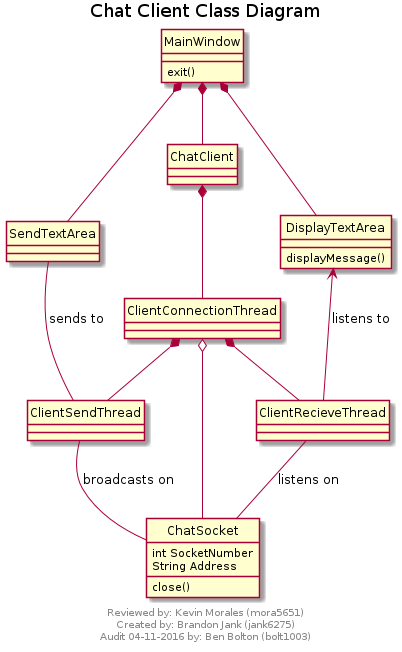 Chat Client Class Diagram
MainWindow
exit()
ChatClient
SendTextArea
DisplayTextArea
displayMessage()
ClientConnectionThread
sends to
listens to
ClientSendThread
ClientRecieveThread
broadcasts on
listens on
ChatSocket
int SocketNumber
String Address
close()
Reviewed by: Kevin Morales (mora5651)
Created by: Brandon Jank (jank6275)
Audit 04-11-2016 by: Ben Bolton (bolt1003)